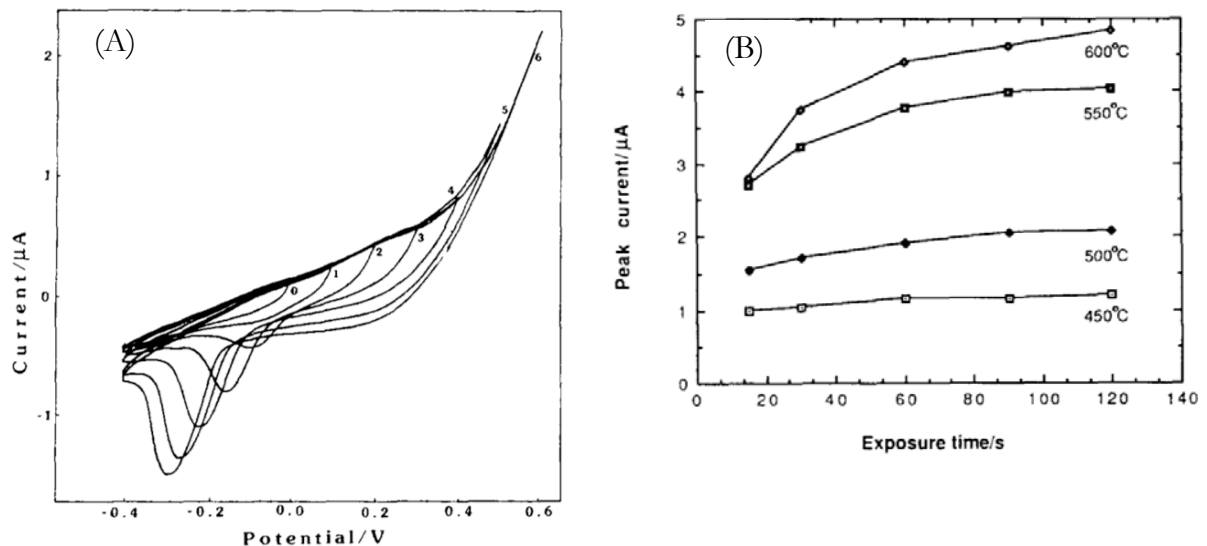 (A)
2
1
0
-1
Current/μA
6
5
4
3
2
1
0
-0.4 -0.2 0.0 0.2 0.4 0.6
Potential/V
(B)
5
4
3
2
1
0
Peak current/μA
600°C
550°C
500°C
450°C
0 20 40 60 80 100 120 140
Exposure time/s